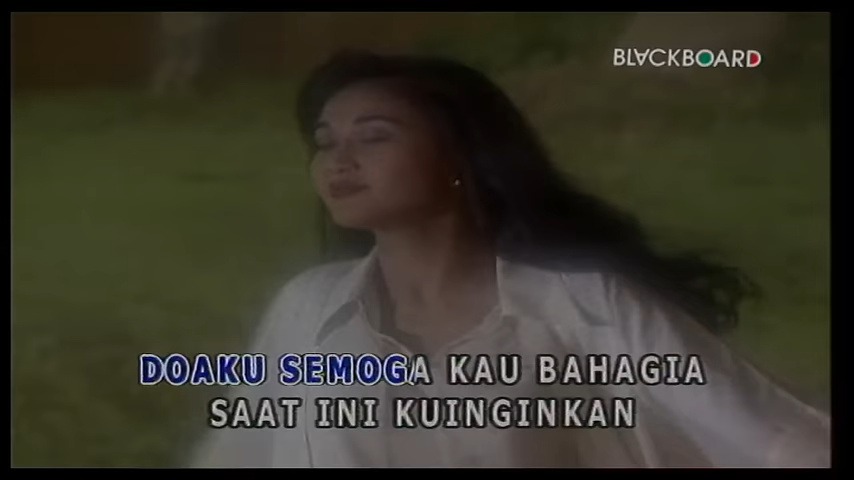 BLACKBOARD
DOAKU SEMOGA KAU BAHAGIA
SAAT INI KUINGINKAN